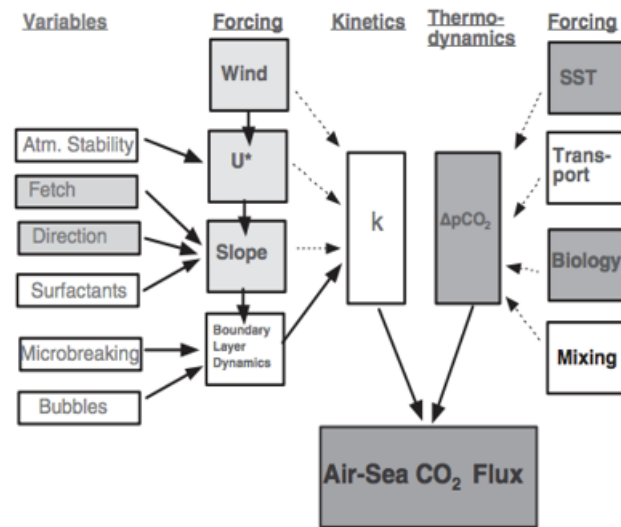 Variables
Forcing
Kinetics
Thermo-
dynamics
Forcing
Wind
SST
Atm. Stability
U*
Trans-
port
Fetch
Direction
Slope
k
ΔpCO₂
Biology
Surfactants
Microbreaking
Boundary
Layer
Dynamics
Mixing
Bubbles
Air-Sea CO₂ Flux